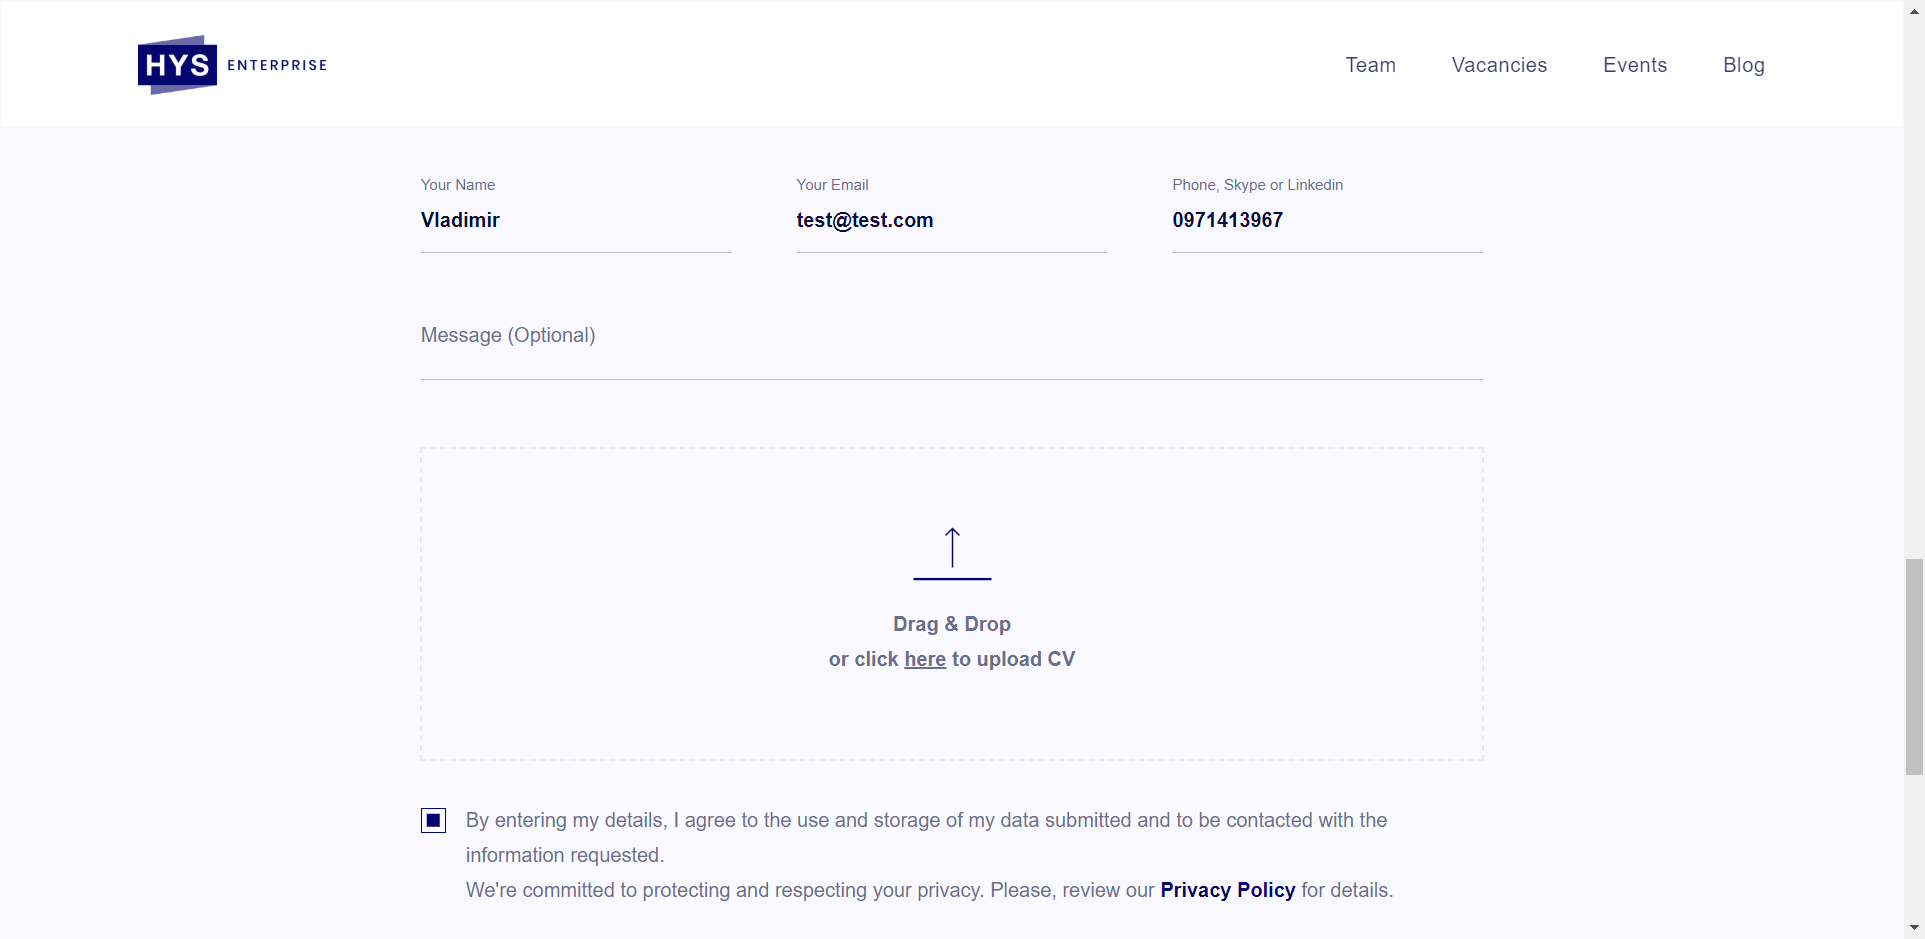 HYS ENTERPRISE
Team Vacancies Events Blog
Your Name Your Email Phone, Skype or Linkedin
Vladimir test@test.com 0971413967
Message (Optional)
Drag & Drop
or click here to upload CV
By entering my details, I agree to the use and storage of my data submitted and to be contacted with the
information requested.
We're committed to protecting and respecting your privacy. Please, review our Privacy Policy for details.